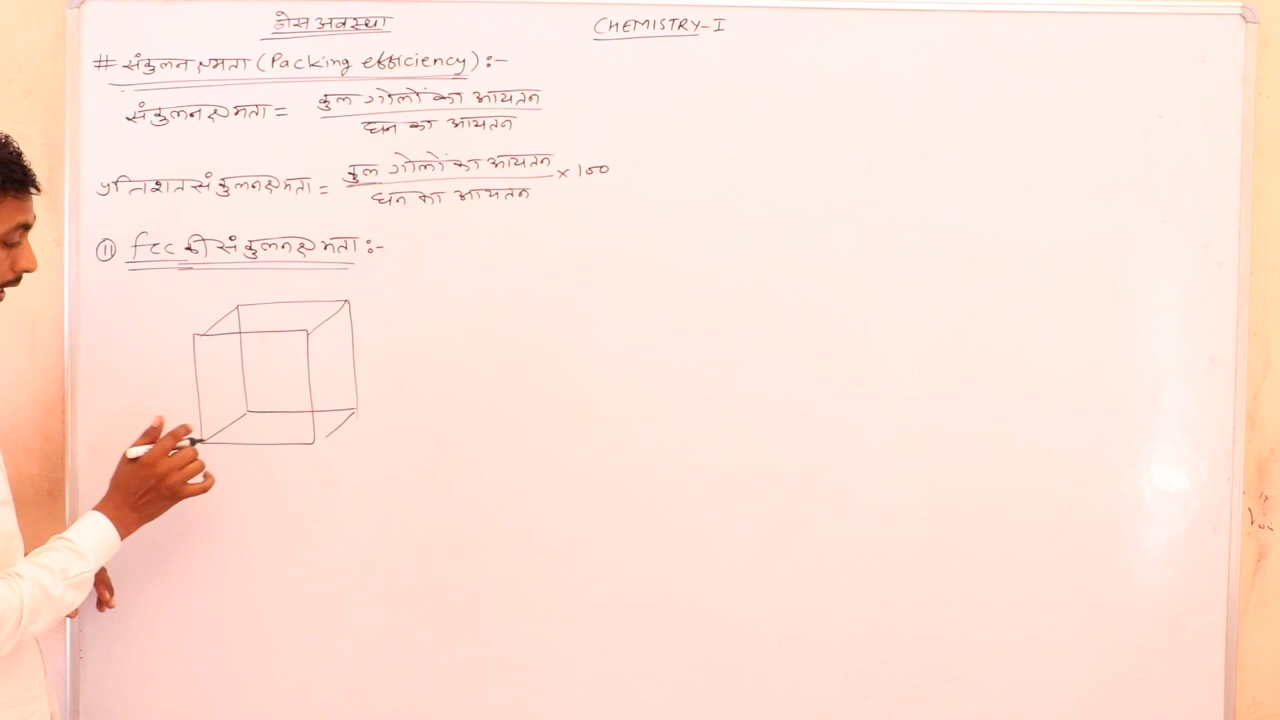 ठोस अवस्था CHEMISTRY-I
# संकुलन क्षमता (Packing efficiency) :-
संकुलन क्षमता = कुल गोलों का आयतन
घन का आयतन
प्रतिशत संकुलन क्षमता = कुल गोलों का आयतन × 100
घन का आयतन
(II) fcc की संकुलन क्षमता :-